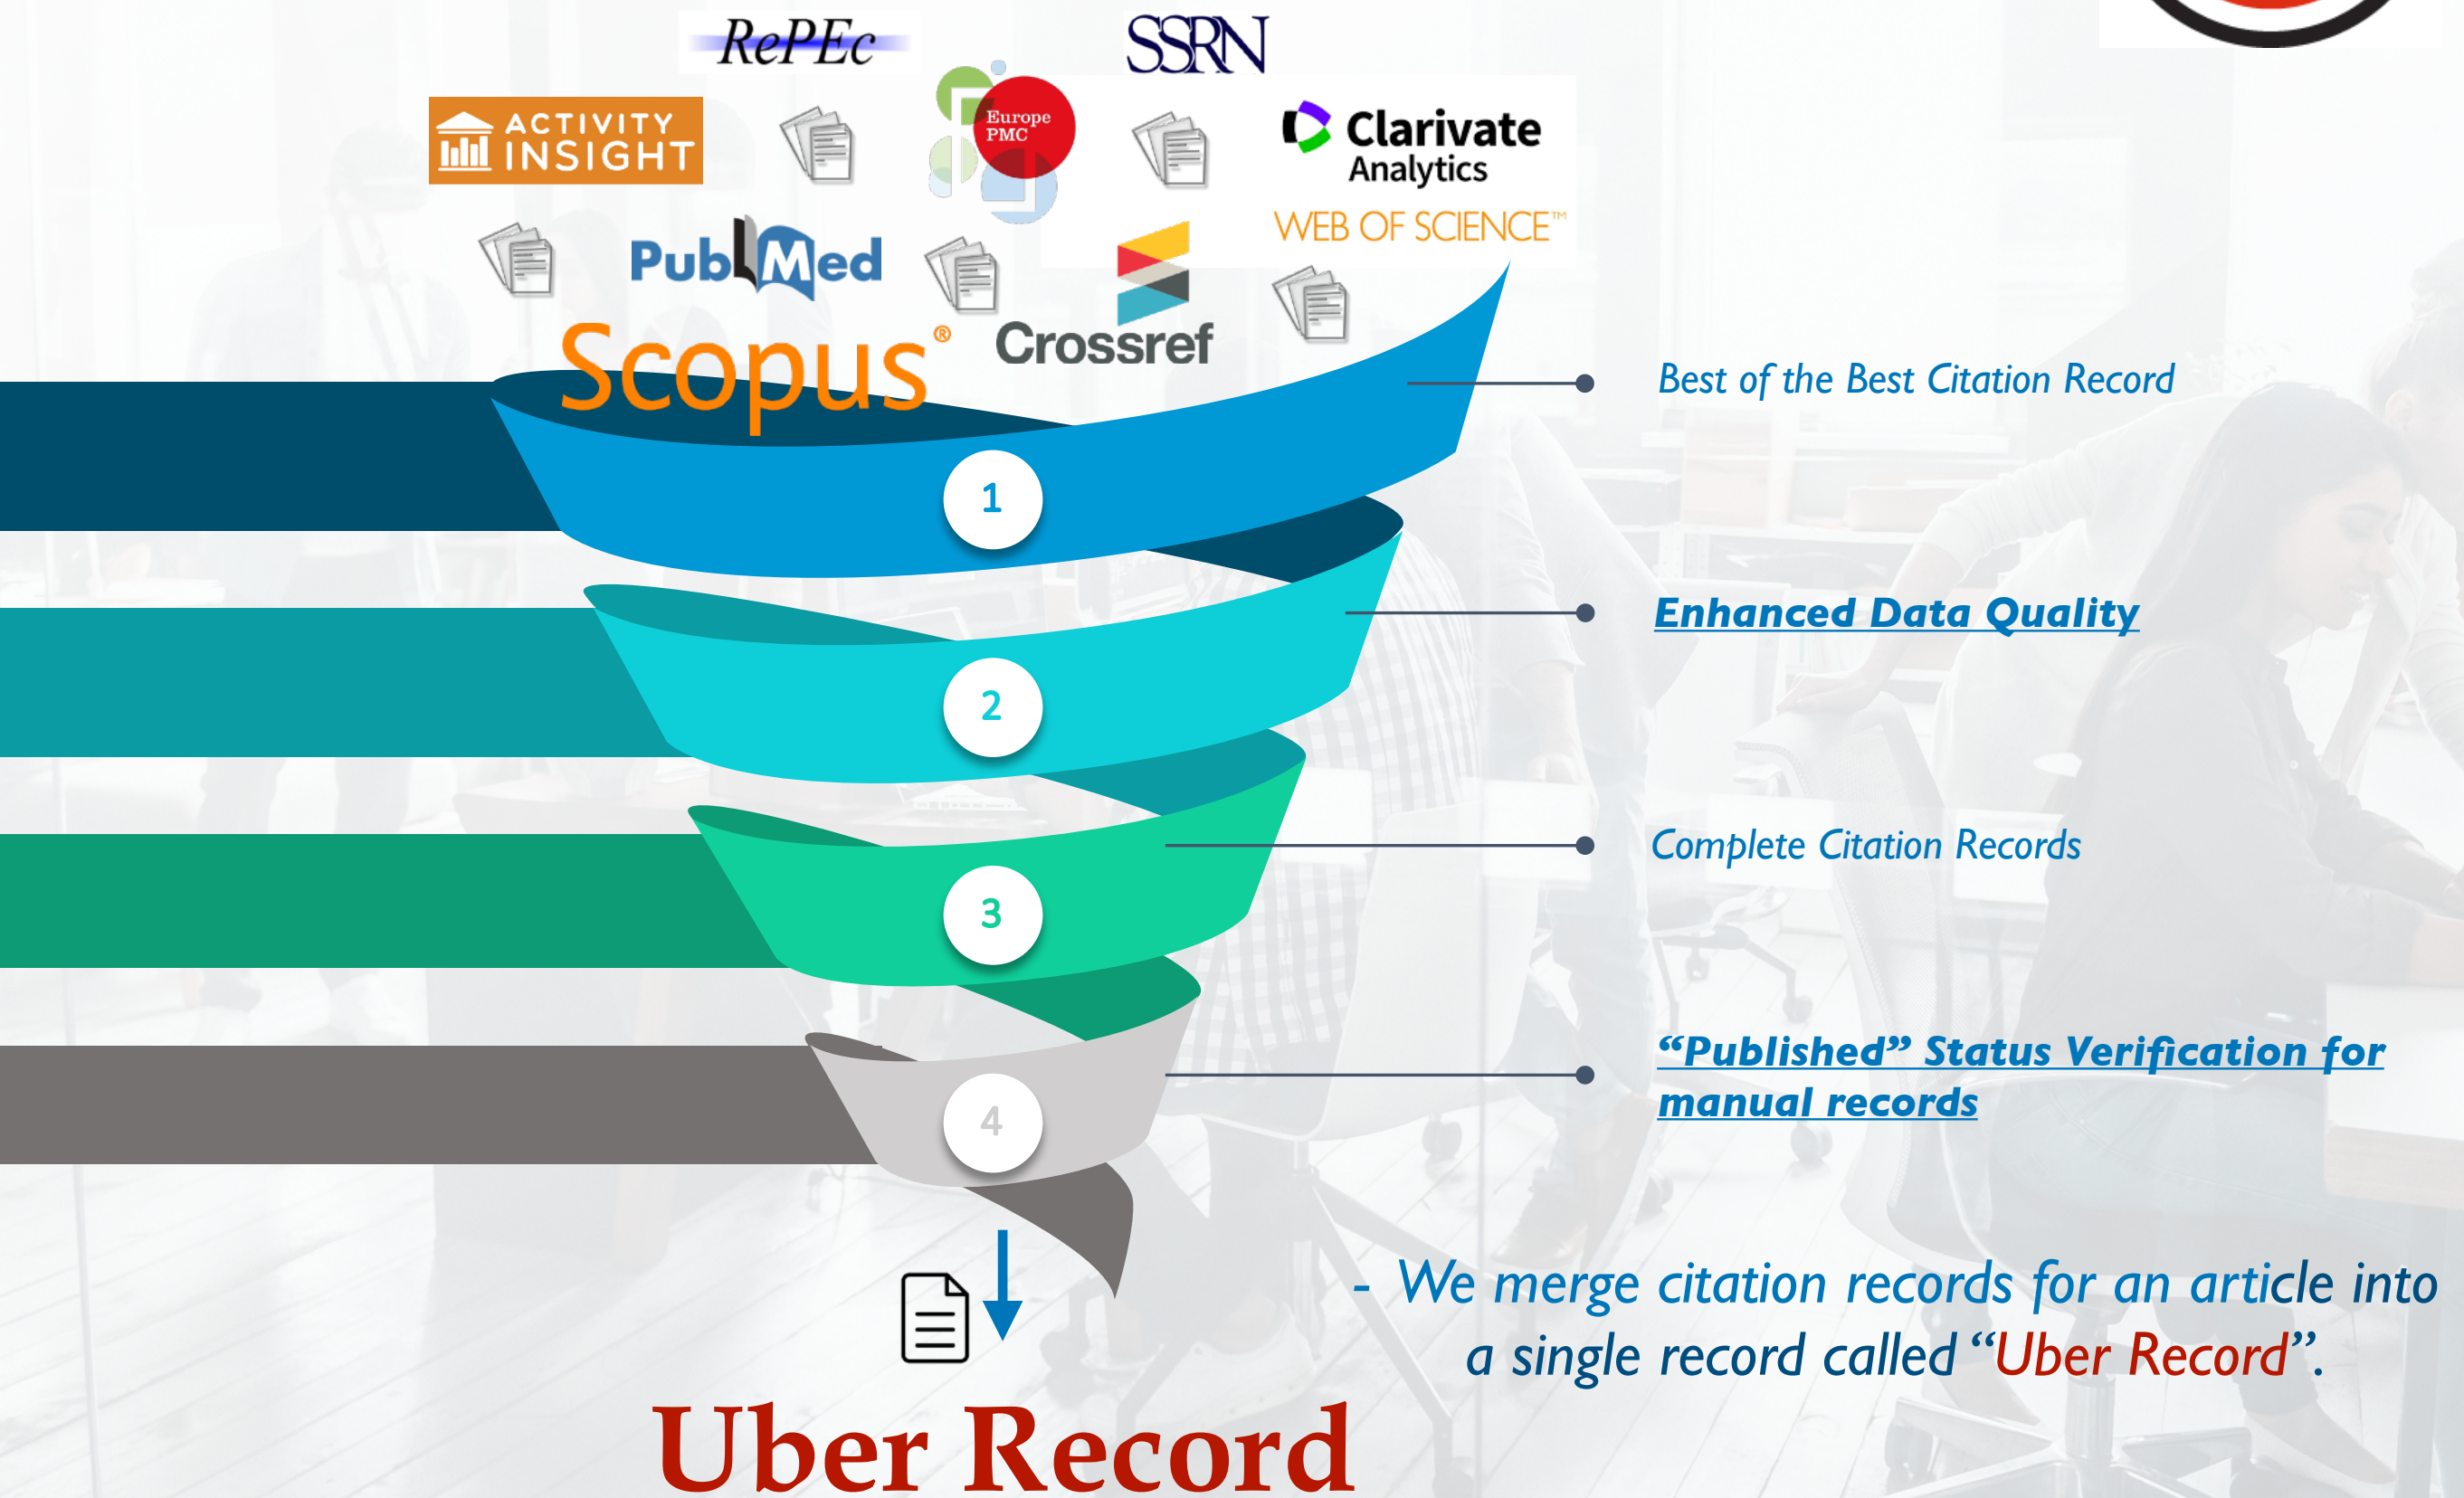 RePEc
SSRN
ACTIVITY
INSIGHT
Europe
PMC
Clarivate
Analytics
WEB OF SCIENCE™
PubMed
Scopus®
Crossref
Best of the Best Citation Record
1
Enhanced Data Quality
2
Complete Citation Records
3
“Published” Status Verification for
manual records
4
- We merge citation records for an article into
a single record called “Uber Record”.
Uber Record